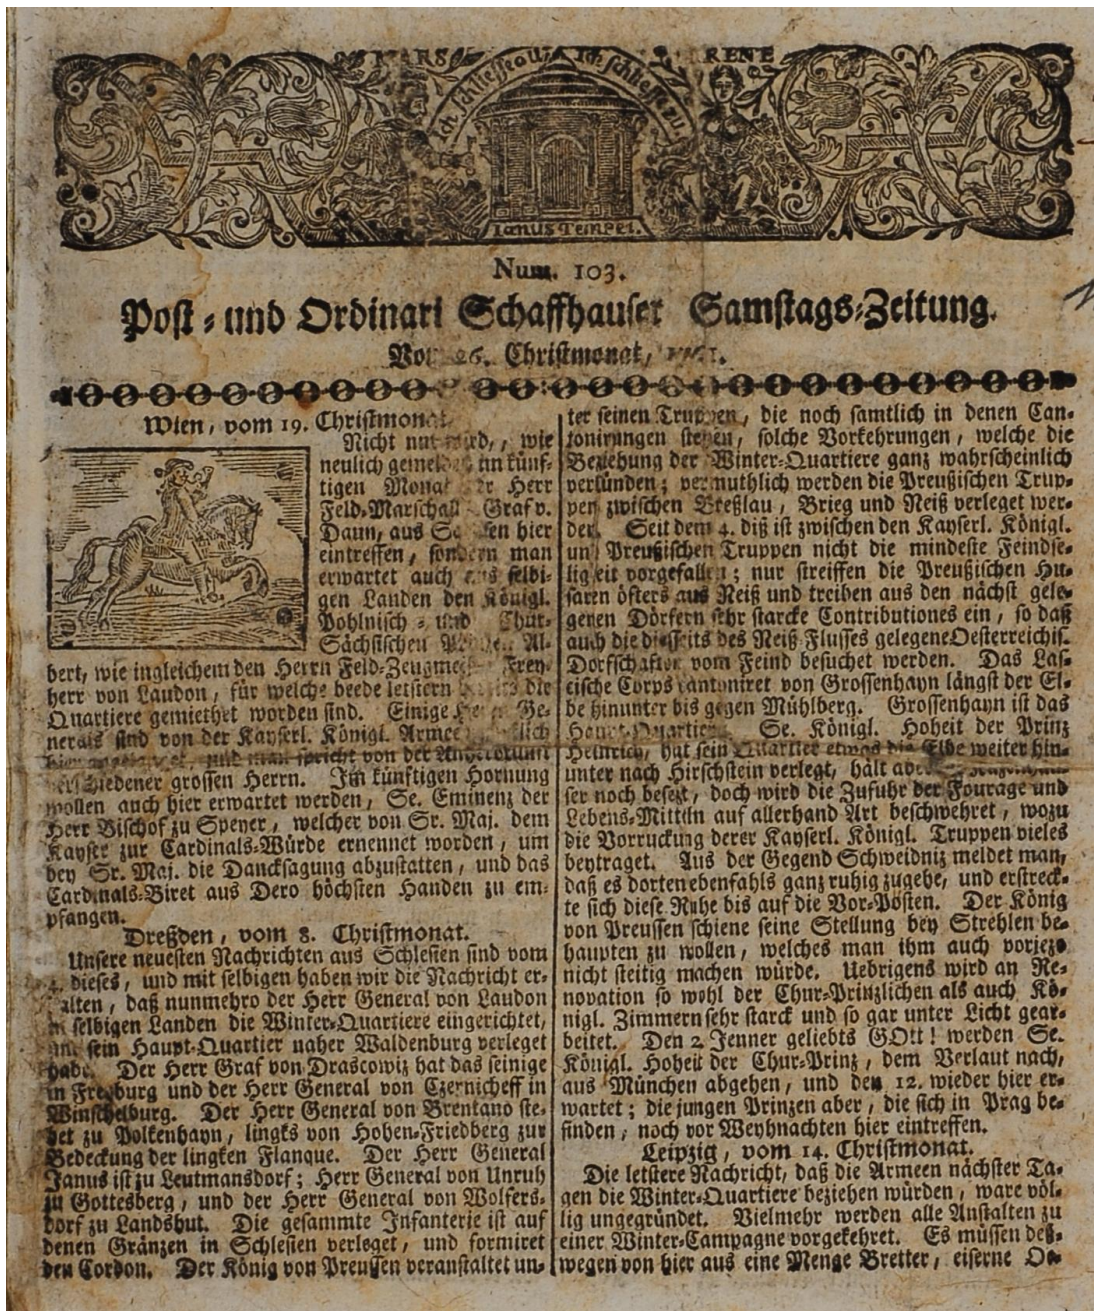 MARS
IRENE
Ich schliesse auf. Ich schliesse zu.
Ianus Tempel.
Num. 103.
Post- und Ordinari Schaffhauser Samstags-Zeitung.
26. Christmonat,
Wien, vom 19. Christmonat.
Nicht nur wird, wie
neulich gemeldet im künf-
tigen Monat der Herr
Feld-Marschall Graf v.
Daun, aus Sachsen hier
eintreffen, sondern man
erwartet auch aus selbi-
gen Landen den Königl.
Pohlnisch- und Chur-
Sächsischen Al-
bert, wie ingleichem den Herrn Feld-Zeugmeister Frey-
herr von Laudon, für welche beede letstern die
Quartiere gemiethet worden sind. Einige Ge-
nerals sind von der Kayserl. Königl. Armee
und man spricht von der
verschiedener grossen Herrn. Im künftigen Hornung
wollen auch hier erwartet werden, Se. Eminenz der
Herr Bischof zu Speyer, welcher von Sr. Maj. dem
Kayser zur Cardinals-Würde ernennet worden, um
bey Sr. Maj. die Dancksagung abzustatten, und das
Cardinals-Biret aus Dero höchsten Handen zu em-
pfangen.
Dreßden, vom 8. Christmonat.
Unsere neuesten Nachrichten aus Schlesien sind vom
4. dieses, und mit selbigen haben wir die Nachricht er-
halten, daß nunmehro der Herr General von Laudon
in selbigen Landen die Winter-Quartiere eingerichtet,
und sein Haupt-Quartier naher Waldenburg verleget
habe. Der Herr Graf von Drascowiz hat das seinige
in Freyburg und der Herr General von Czernicheff in
Winschelburg. Der Herr General von Brentano ste-
het zu Polkenhayn, lingks von Hohen-Friedberg zur
Bedeckung der lingken Flanque. Der Herr General
Janus ist zu Leutmansdorf; Herr General von Unruh
zu Gottesberg, und der Herr General von Wolfers-
dorf zu Landshut. Die gesammte Infanterie ist auf
denen Gränzen in Schlesien verleget, und formiret
den Cordon. Der König von Preussen veranstaltet un-
ter seinen Truppen, die noch samtlich in denen Can-
tonirungen stehen, solche Vorkehrungen, welche die
Beziehung der Winter-Quartiere ganz wahrscheinlich
verkünden; vermuthlich werden die Preußischen Trup-
pen zwischen Breßlau, Brieg und Neiß verleget wer-
den. Seit dem 4. diß ist zwischen den Kayserl. Königl.
und Preußischen Truppen nicht die mindeste Feindse-
ligkeit vorgefallen; nur streiffen die Preußischen Hu-
saren öfters aus Neiß und treiben aus den nächst gele-
genen Dörfern sehr starcke Contributiones ein, so daß
auch die disseits des Neiß-Flusses gelegene Oesterreichis.
Dorfschaften vom Feind besuchet werden. Das Las-
cische Corps cantoniret von Grossenhayn längst der El-
be hinunter bis gegen Mühlberg. Grossenhayn ist das
Haupt-Quartier. Se. Königl. Hoheit der Prinz
Heinrich, hat sein Quartier etwas die Elbe weiter hin-
unter nach Hirschstein verlegt, hält aber
ser noch besezt, doch wird die Zufuhr der Fourage und
Lebens-Mitteln auf allerhand Art beschwehret, wozu
die Vorruckung derer Kayserl. Königl. Truppen vieles
beytraget. Aus der Gegend Schweidniz meldet man,
daß es dorten ebenfahls ganz ruhig zugehe, und erstreck-
te sich diese Ruhe bis auf die Vor-Pösten. Der König
von Preussen schiene seine Stellung bey Strehlen be-
haupten zu wollen, welches man ihm auch vorjezo
nicht steitig machen würde. Uebrigens wird an Re-
novation so wohl der Chur-Prinzlichen als auch Kö-
nigl. Zimmern sehr starck und so gar unter Licht gear-
beitet. Den 2 Jenner geliebts GOtt! werden Se.
Königl. Hoheit der Chur-Prinz, dem Verlaut nach,
aus München abgehen, und den 12. wieder hier er-
wartet; die jungen Prinzen aber, die sich in Prag be-
finden, noch vor Weyhnachten hier eintreffen.
Leipzig, vom 14. Christmonat.
Die letstere Nachricht, daß die Armeen nächster Ta-
gen die Winter-Quartiere beziehen würden, ware völ-
lig ungegründet. Vielmehr werden alle Anstalten zu
einer Winter-Campagne vorgekehret. Es müssen deß-
wegen von hier aus eine Menge Bretter, eiserne Oe-